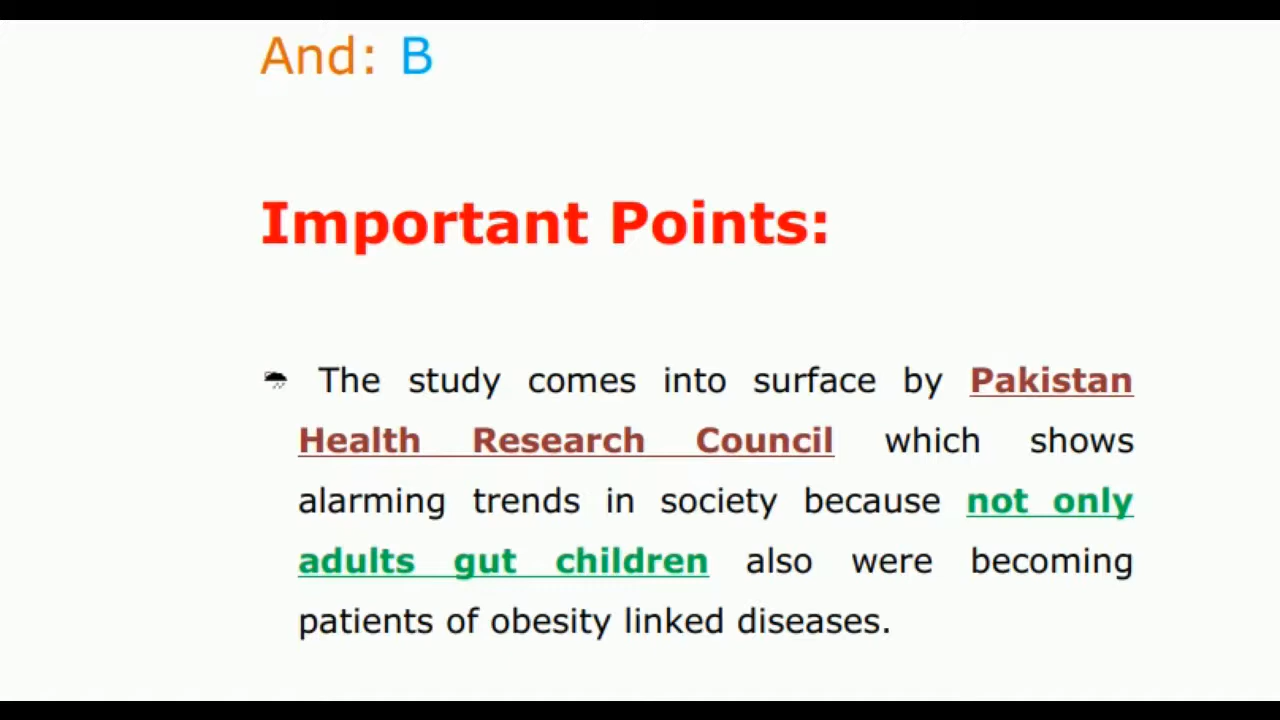 And: B
Important Points:
The study comes into surface by Pakistan
Health Research Council which shows
alarming trends in society because not only
adults gut children also were becoming
patients of obesity linked diseases.